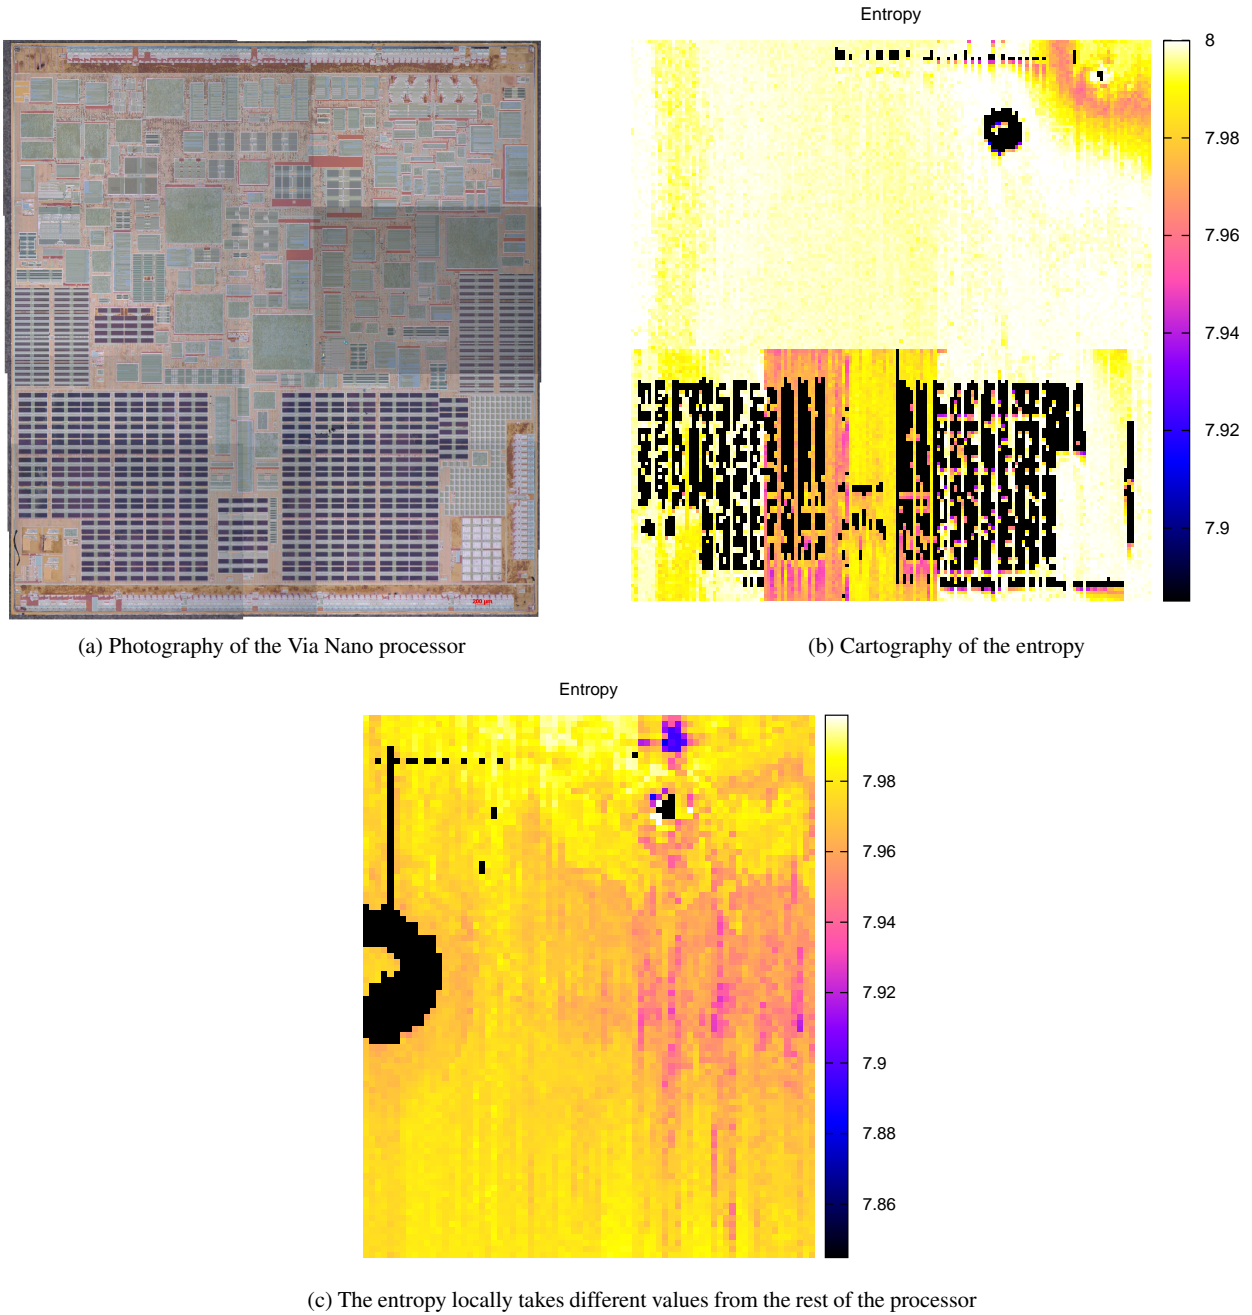 Entropy
8
7.98
7.96
7.94
7.92
7.9
200 µm
(a) Photography of the Via Nano processor
(b) Cartography of the entropy
Entropy
7.98
7.96
7.94
7.92
7.9
7.88
7.86
(c) The entropy locally takes different values from the rest of the processor